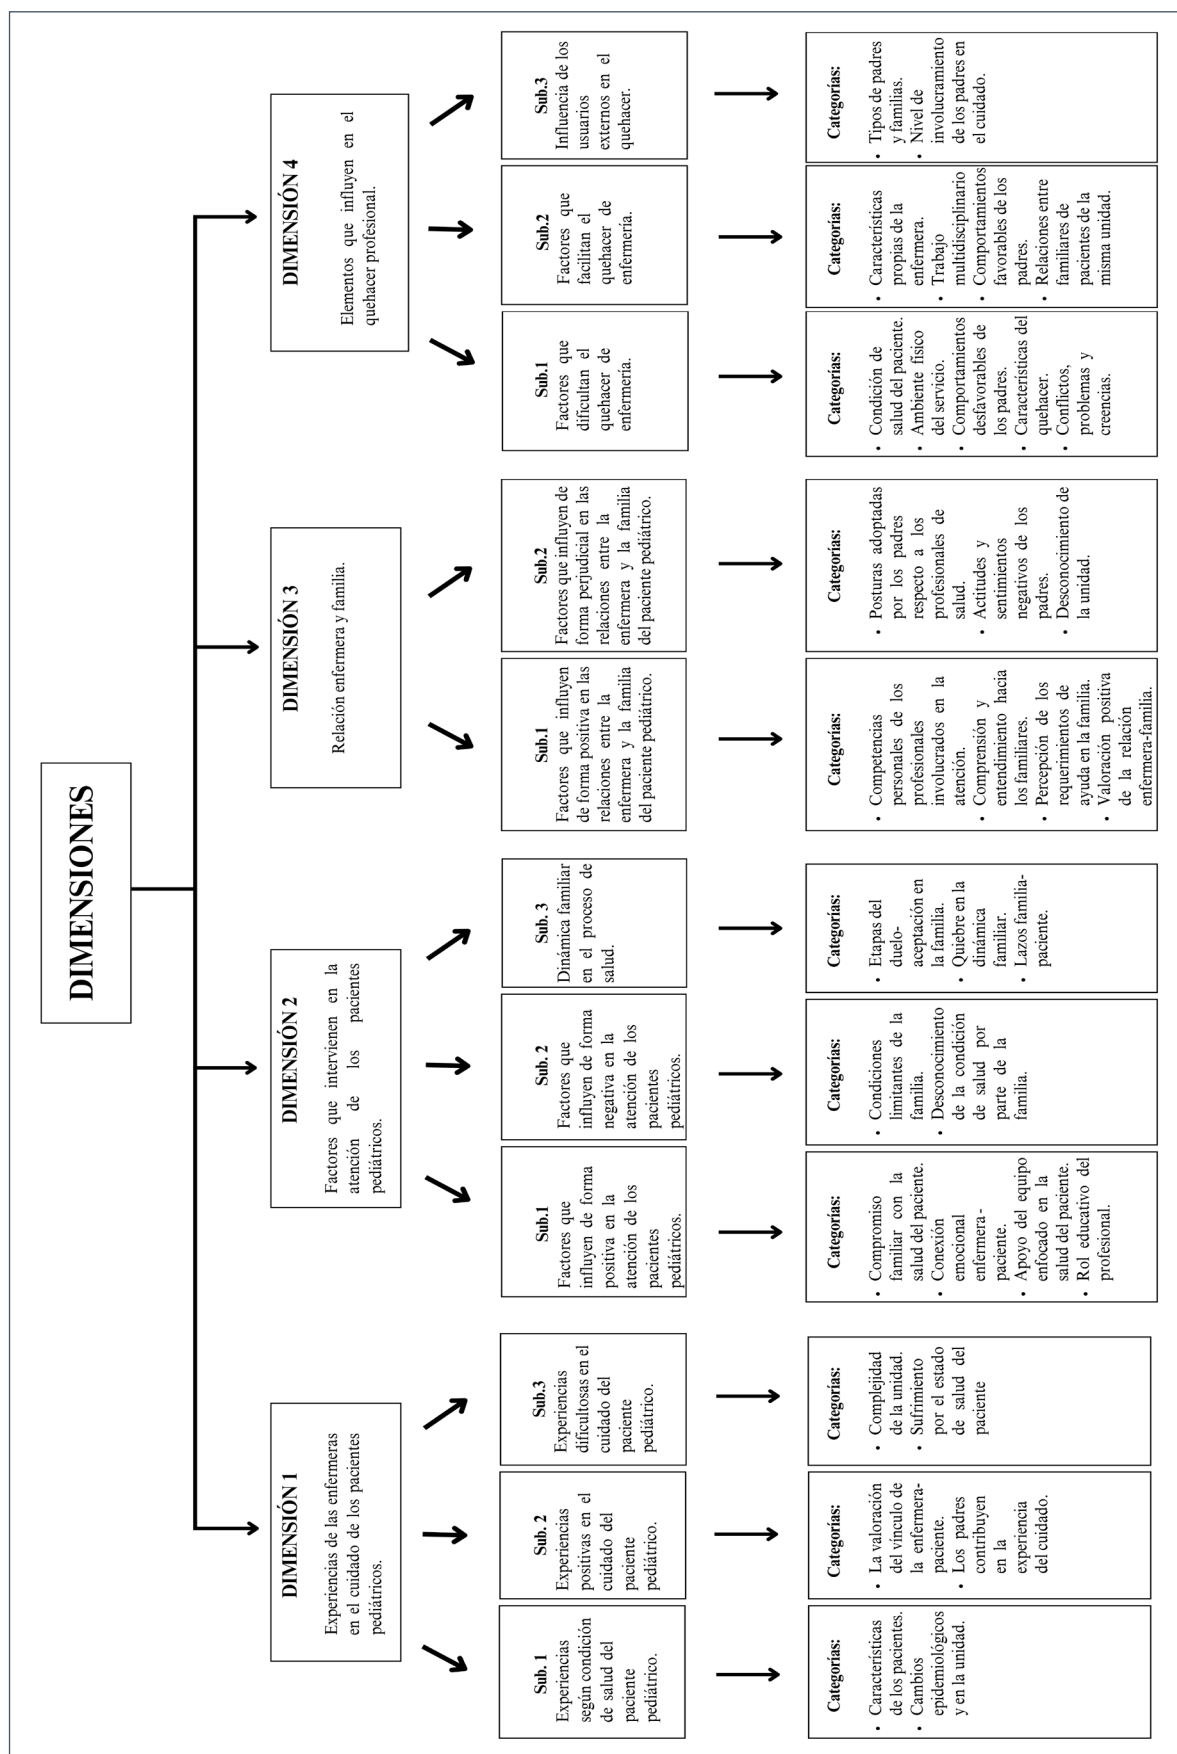 DIMENSIONES
DIMENSIÓN 1
Experiencias de las enfermeras
en el cuidado de los pacientes
pediátricos.
Sub. 1
Experiencias
según condición
de salud del
paciente
pediátrico.
Categorías:
• Características
de los pacientes.
• Cambios
epidemiológicos
y en la unidad.
Sub. 2
Experiencias
positivas en el
cuidado del
paciente
pediátrico.
Categorías:
• La valoración
del vínculo de
la enfermera-
paciente.
• Los padres
contribuyen
en la
experiencia
del cuidado.
Sub.3
Experiencias
dificultosas en el
cuidado del
paciente
pediátrico.
Categorías:
• Complejidad
de la unidad.
• Sufrimiento
por el estado
de salud del
paciente
DIMENSIÓN 2
Factores que intervienen en la
atención de los pacientes
pediátricos.
Sub.1
Factores que
influyen de forma
positiva en la
atención de los
pacientes
pediátricos.
Categorías:
• Compromiso
familiar con la
salud del paciente.
• Conexión
emocional
enfermera -
paciente.
• Apoyo del equipo
enfocado en la
salud del paciente.
• Rol educativo del
profesional.
Sub. 2
Factores que
influyen de forma
negativa en la
atención de los
pacientes
pediátricos.
Categorías:
• Condiciones
limitantes de la
familia.
• Desconocimiento
de la condición
de salud por
parte de la
familia.
Sub. 3
Dinámica familiar
en el proceso de
salud.
Categorías:
• Etapas del
duelo-
aceptación en
la familia.
• Quiebre en la
dinámica
familiar.
• Lazos familia-
paciente.
DIMENSIÓN 3
Relación enfermera y familia.
Sub.1
Factores que influyen
de forma positiva en las
relaciones entre la
enfermera y la familia
del paciente pediátrico.
Categorías:
• Competencias
personales de los
profesionales
involucrados en la
atención.
• Comprensión y
entendimiento hacia
los familiares.
• Percepción de los
requerimientos de
ayuda en la familia.
• Valoración positiva
de la relación
enfermera-familia.
Sub.2
Factores que influyen de
forma perjudicial en las
relaciones entre la
enfermera y la familia
del paciente pediátrico.
Categorías:
• Posturas adoptadas
por los padres
respecto a los
profesionales de
salud.
• Actitudes y
sentimientos
negativos de los
padres.
• Desconocimiento de
la unidad.
DIMENSIÓN 4
Elementos que influyen en el
quehacer profesional.
Sub.1
Factores que
dificultan el
quehacer de
enfermería.
Categorías:
• Condición de
salud del paciente.
• Ambiente físico
del servicio.
• Comportamientos
desfavorables de
los padres.
• Características del
quehacer.
• Conflictos,
problemas y
creencias.
Sub.2
Factores que
facilitan el
quehacer de
enfermería.
Categorías:
• Características
propias de la
enfermera.
• Trabajo
multidisciplinario
• Comportamientos
favorables de los
padres.
• Relaciones entre
familiares de
pacientes de la
misma unidad.
Sub.3
Influencia de los
usuarios
externos en el
quehacer.
Categorías:
• Tipos de padres
y familias.
• Nivel de
involucramiento
de los padres en
el cuidado.